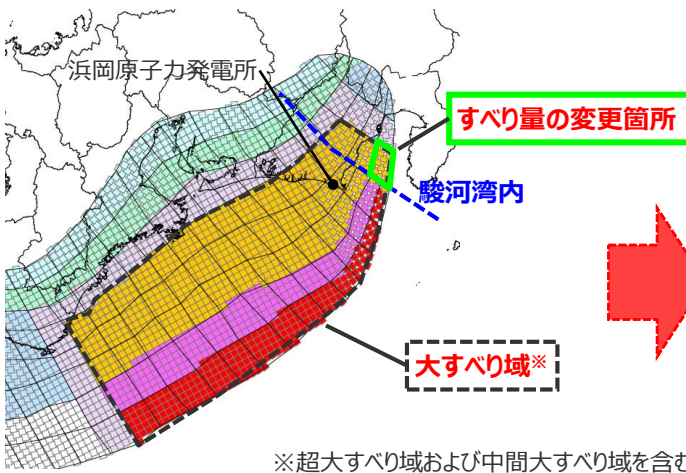 浜岡原子力発電所
すべり量の変更箇所
駿河湾内
大すべり域※
※超大すべり域および中間大すべり域を含む